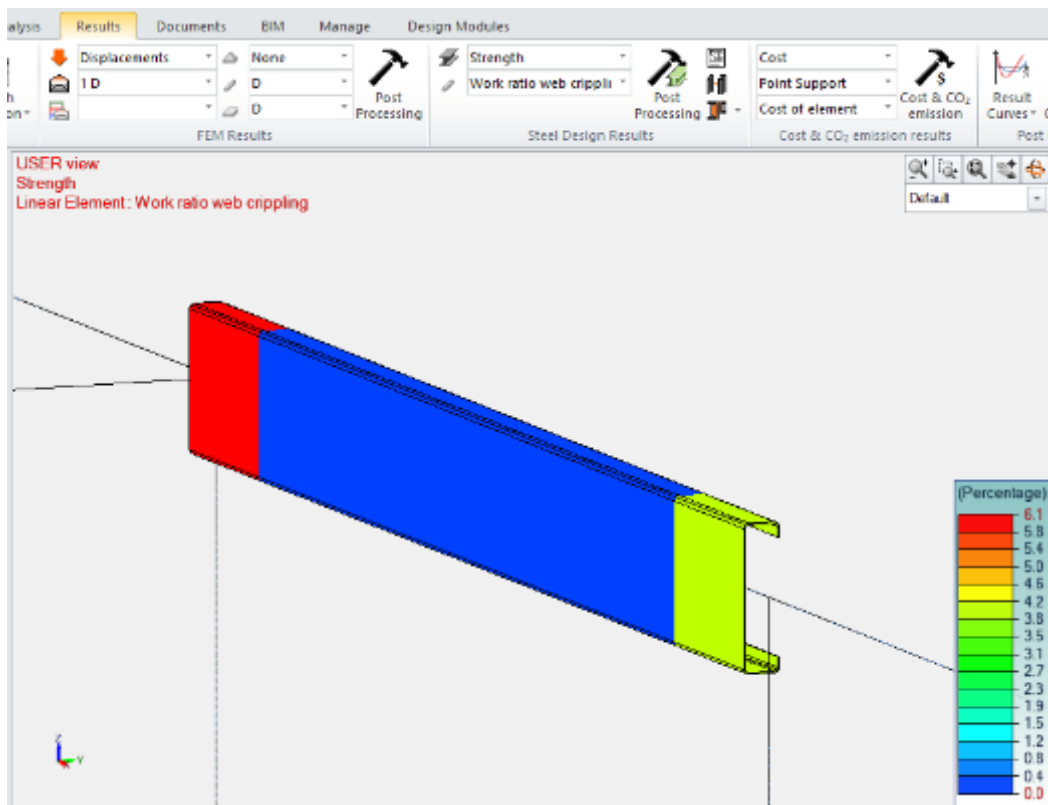 alysis Results Documents BIM Manage Design Modules
Displacements None Strength Cost
1 D D Work ratio web crippli Point Support
D Cost of element
Post Processing
Post Processing
Cost & CO₂ emission
Result Curves
FEM Results Steel Design Results Cost & CO₂ emission results Post
USER view
Strength
Linear Element : Work ratio web crippling
Default
(Percentage)
6.1
5.8
5.4
5.0
4.6
4.2
3.8
3.5
3.1
2.7
2.3
1.9
1.5
1.2
0.8
0.4
0.0
Z
Y